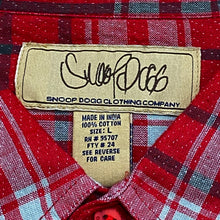 Snoop Dogg
SNOOP DOGG CLOTHING COMPANY
MADE IN INDIA
100% COTTON
SIZE: L
RN # 95707
FTY # 24
SEE REVERSE
FOR CARE